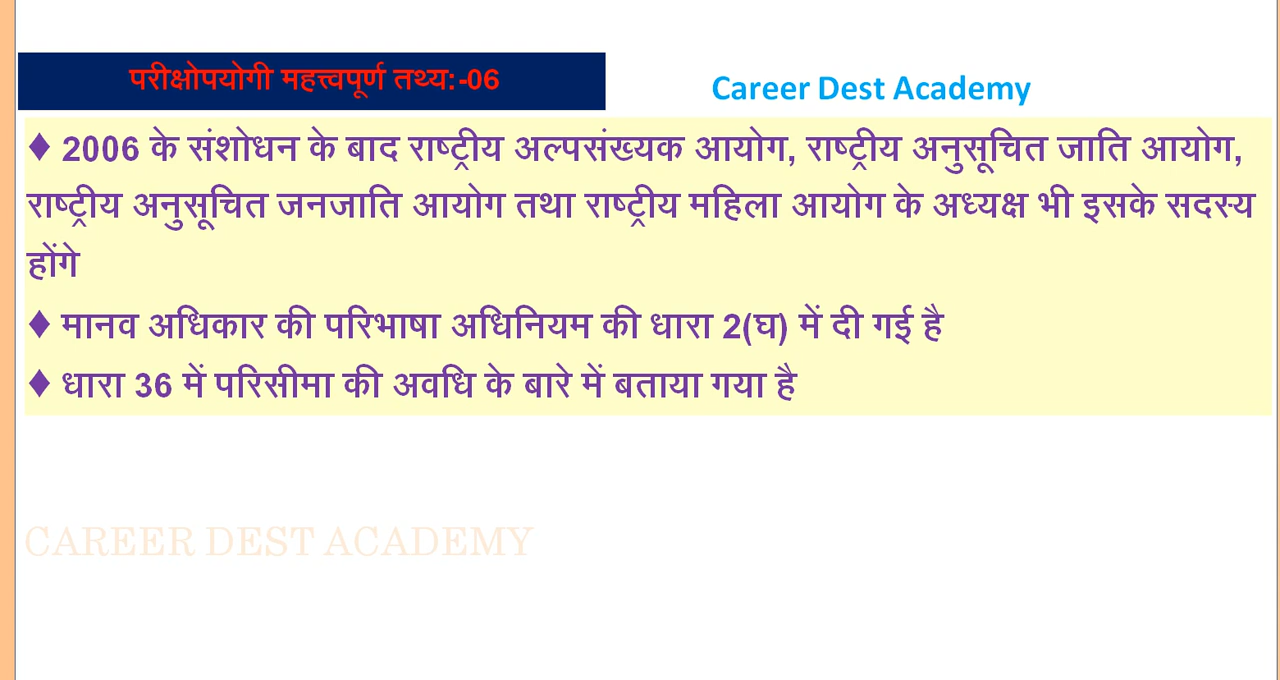 परीक्षोपयोगी महत्त्वपूर्ण तथ्य:-06
Career Dest Academy
♦ 2006 के संशोधन के बाद राष्ट्रीय अल्पसंख्यक आयोग, राष्ट्रीय अनुसूचित जाति आयोग,
राष्ट्रीय अनुसूचित जनजाति आयोग तथा राष्ट्रीय महिला आयोग के अध्यक्ष भी इसके सदस्य
होंगे
♦ मानव अधिकार की परिभाषा अधिनियम की धारा 2(घ) में दी गई है
♦ धारा 36 में परिसीमा की अवधि के बारे में बताया गया है
CAREER DEST ACADEMY